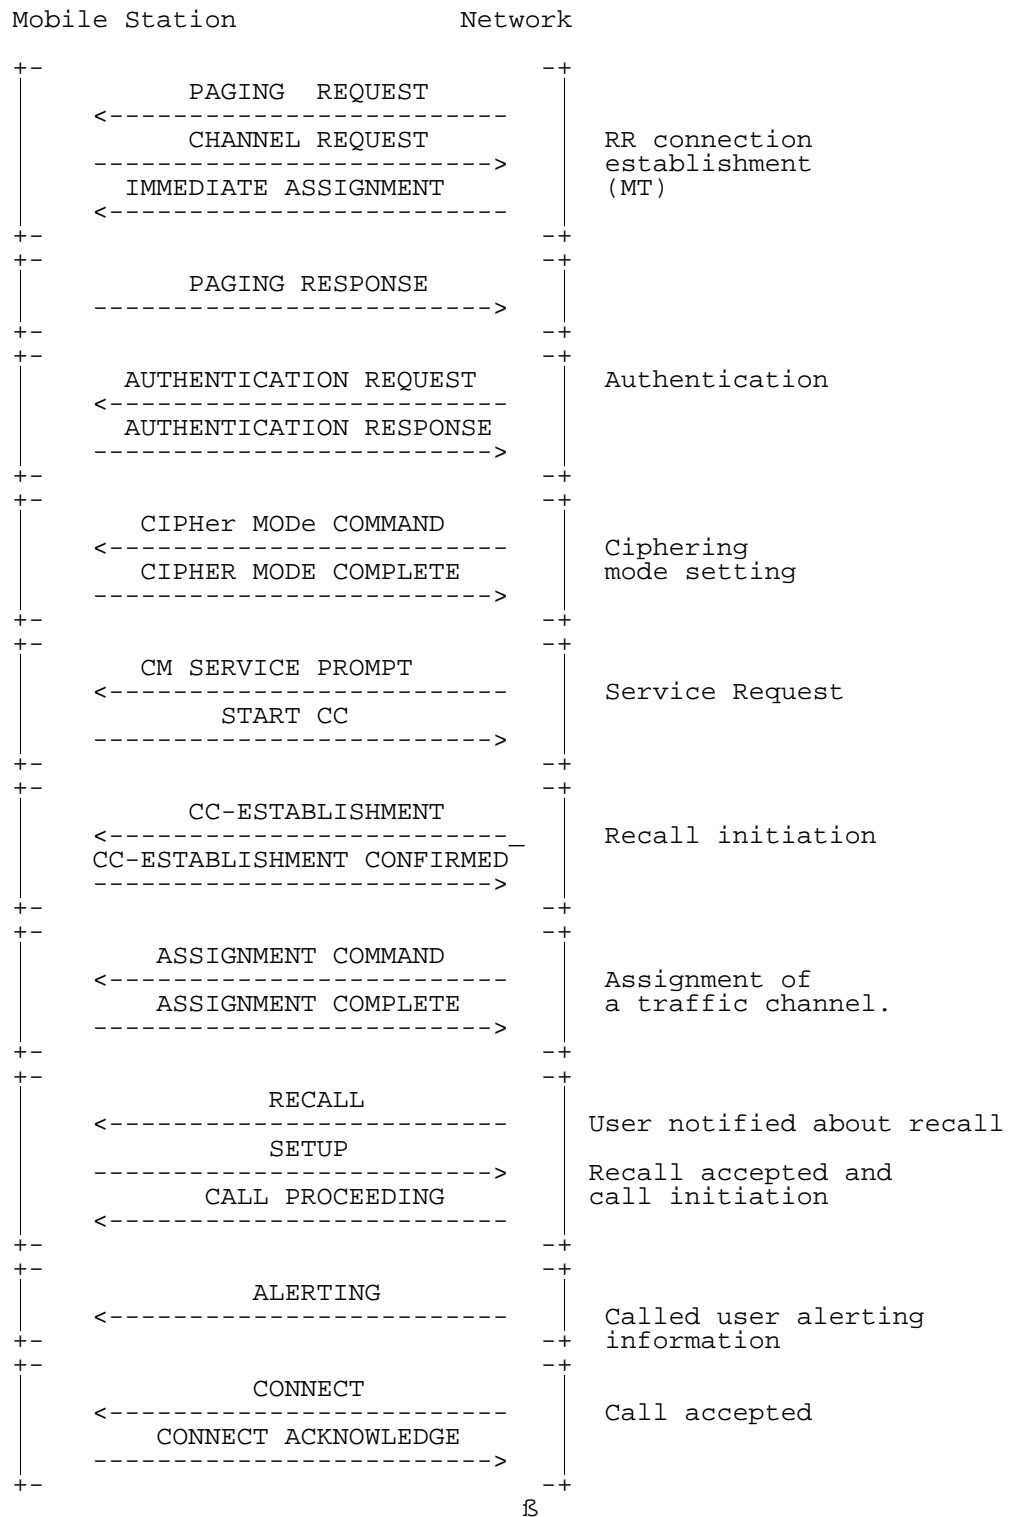 Mobile Station Network
+- -+
PAGING REQUEST
<-------------------------
CHANNEL REQUEST RR connection
-------------------------> establishment
IMMEDIATE ASSIGNMENT (MT)
<-------------------------
+- -+
+- -+
PAGING RESPONSE
------------------------->
+- -+
+- -+
AUTHENTICATION REQUEST Authentication
<-------------------------
AUTHENTICATION RESPONSE
------------------------->
+- -+
+- -+
CIPHer MODe COMMAND
<------------------------- Ciphering
CIPHER MODE COMPLETE mode setting
------------------------->
+- -+
+- -+
CM SERVICE PROMPT
<------------------------- Service Request
START CC
------------------------->
+- -+
+- -+
CC-ESTABLISHMENT
<-------------------------_ Recall initiation
CC-ESTABLISHMENT CONFIRMED
------------------------->
+- -+
+- -+
ASSIGNMENT COMMAND
<------------------------- Assignment of
ASSIGNMENT COMPLETE a traffic channel.
------------------------->
+- -+
+- -+
RECALL
<------------------------- User notified about recall
SETUP
-------------------------> Recall accepted and
CALL PROCEEDING call initiation
<-------------------------
+- -+
+- -+
ALERTING
<------------------------- Called user alerting
+- -+ information
+- -+
CONNECT
<------------------------- Call accepted
CONNECT ACKNOWLEDGE
------------------------->
+- -+
ß